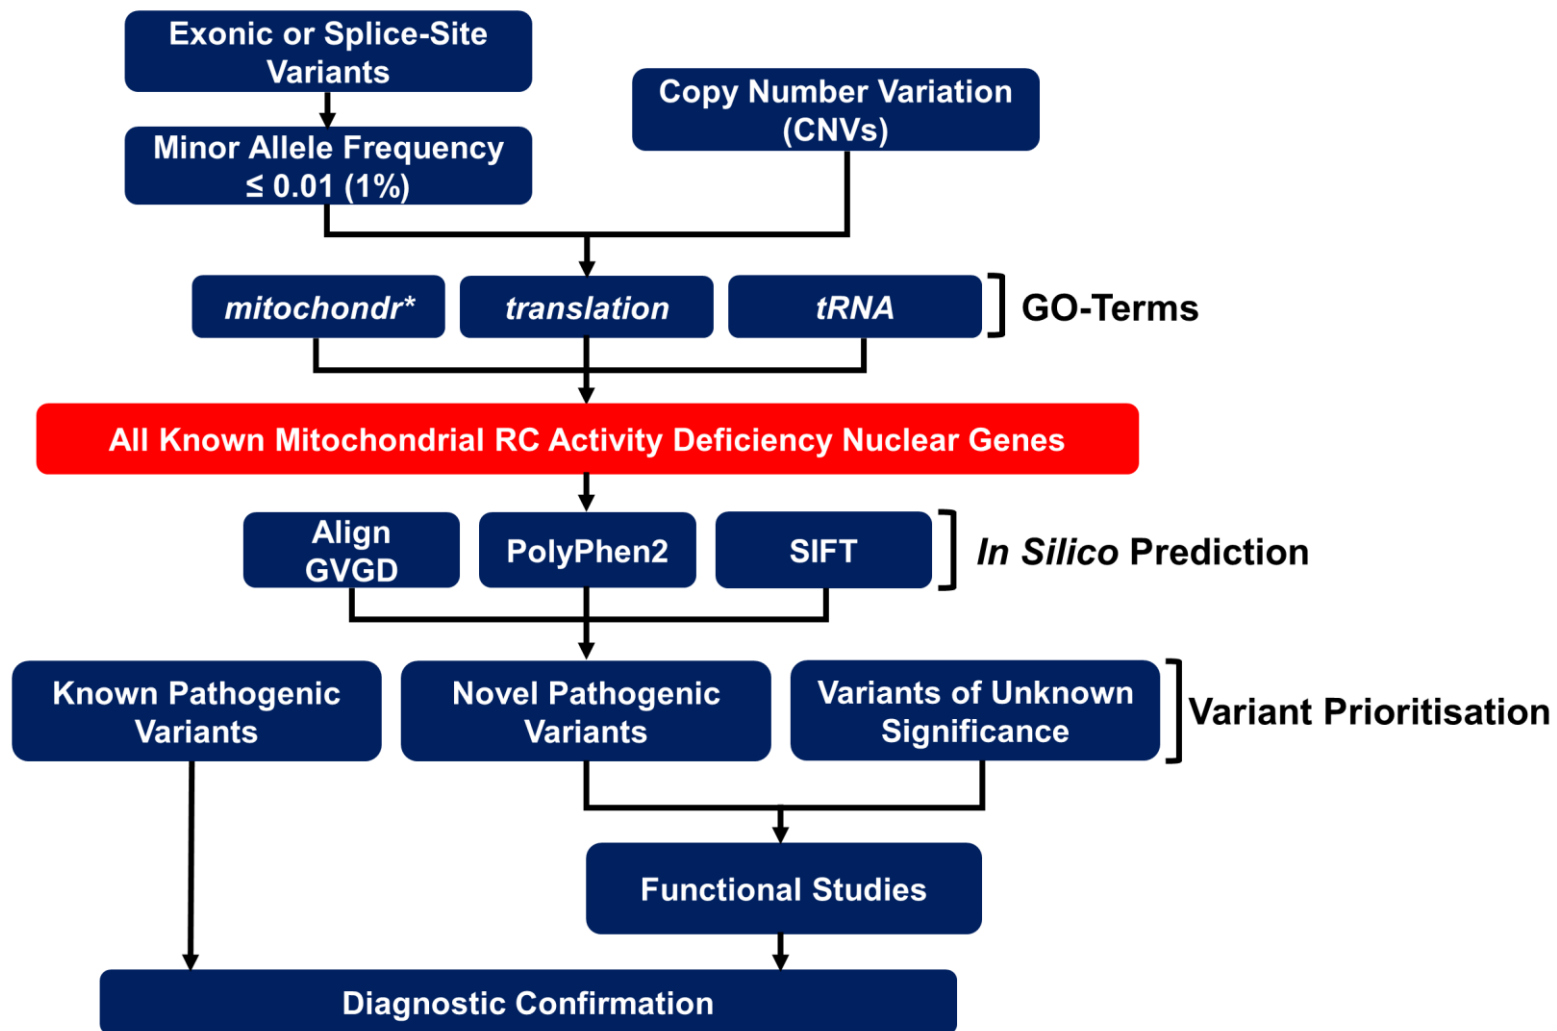 Exonic or Splice-Site
Variants
Copy Number Variation
(CNVs)
Minor Allele Frequency
≤ 0.01 (1%)
mitochondr*
translation
tRNA
GO-Terms
All Known Mitochondrial RC Activity Deficiency Nuclear Genes
Align
GVGD
PolyPhen2
SIFT
In Silico Prediction
Known Pathogenic
Variants
Novel Pathogenic
Variants
Variants of Unknown
Significance
Variant Prioritisation
Functional Studies
Diagnostic Confirmation